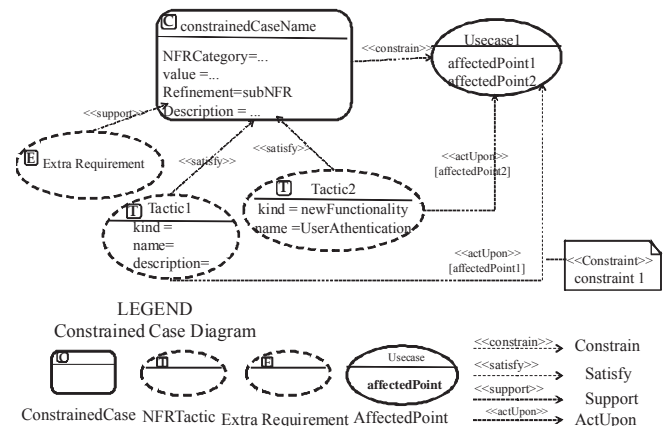 C constrainedCaseName
NFRCategory=...
value =...
Refinement=subNFR
Description = ...
<<constrain>>
Usecase1
affectedPoint1
affectedPoint2
<<support>>
E Extra Requirement
<<satisfy>>
<<satisfy>>
T Tactic1
kind =
name=
description=
T Tactic2
kind = newFunctionality
name =UserAthentication
<<actUpon>>
[affectedPoint2]
<<actUpon>>
[affectedPoint1]
<<Constraint>>
constraint 1
LEGEND
Constrained Case Diagram
C
T
E
Usecase
affectedPoint
ConstrainedCase NFRTactic Extra Requirement AffectedPoint
<<constrain>> Constrain
<<satisfy>> Satisfy
<<support>> Support
<<actUpon>> ActUpon